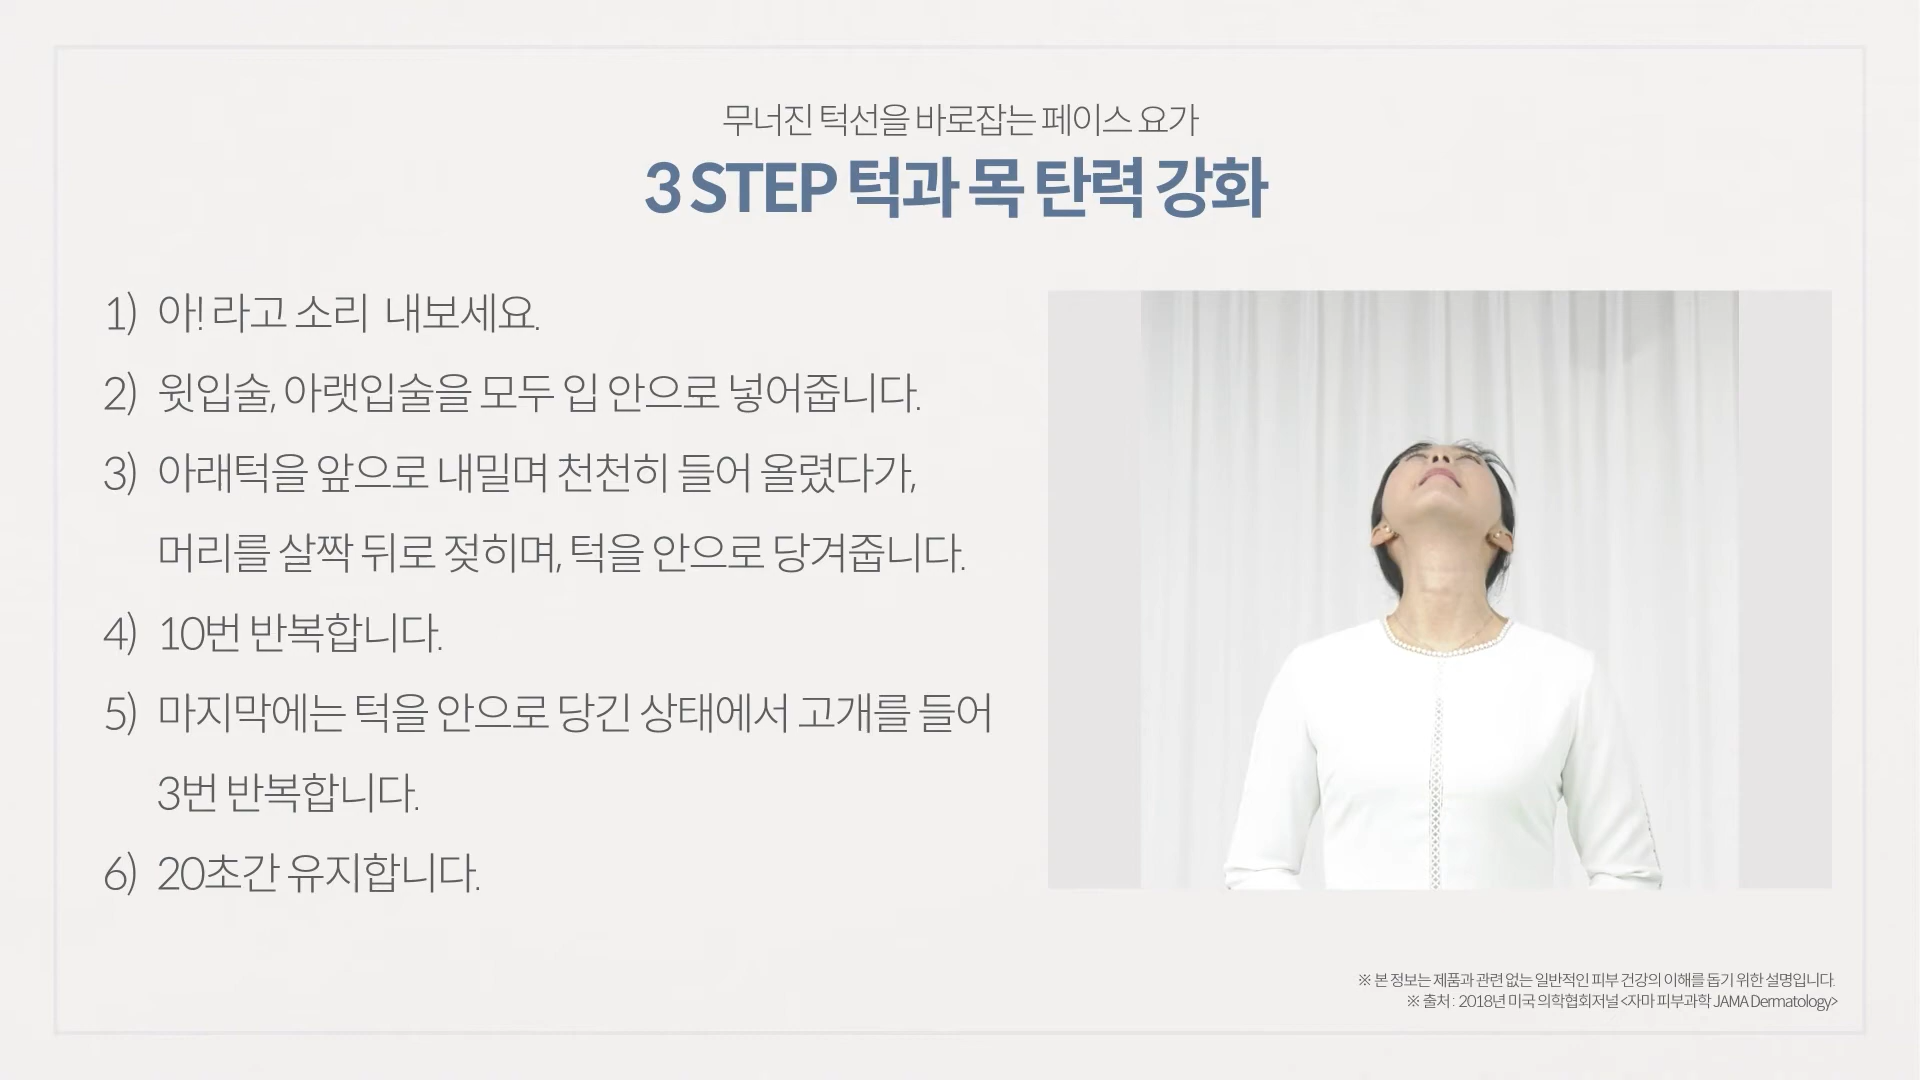 무너진 턱선을 바로잡는 페이스 요가
3 STEP 턱과 목 탄력 강화
1) 아! 라고 소리 내보세요.
2) 윗입술, 아랫입술을 모두 입 안으로 넣어줍니다.
3) 아래턱을 앞으로 내밀며 천천히 들어 올렸다가,
머리를 살짝 뒤로 젖히며, 턱을 안으로 당겨줍니다.
4) 10번 반복합니다.
5) 마지막에는 턱을 안으로 당긴 상태에서 고개를 들어
3번 반복합니다.
6) 20초간 유지합니다.
※ 본 정보는 제품과 관련 없는 일반적인 피부 건강의 이해를 돕기 위한 설명입니다.
※ 출처 : 2018년 미국 의학협회저널 <자마 피부과학 JAMA Dermatology>